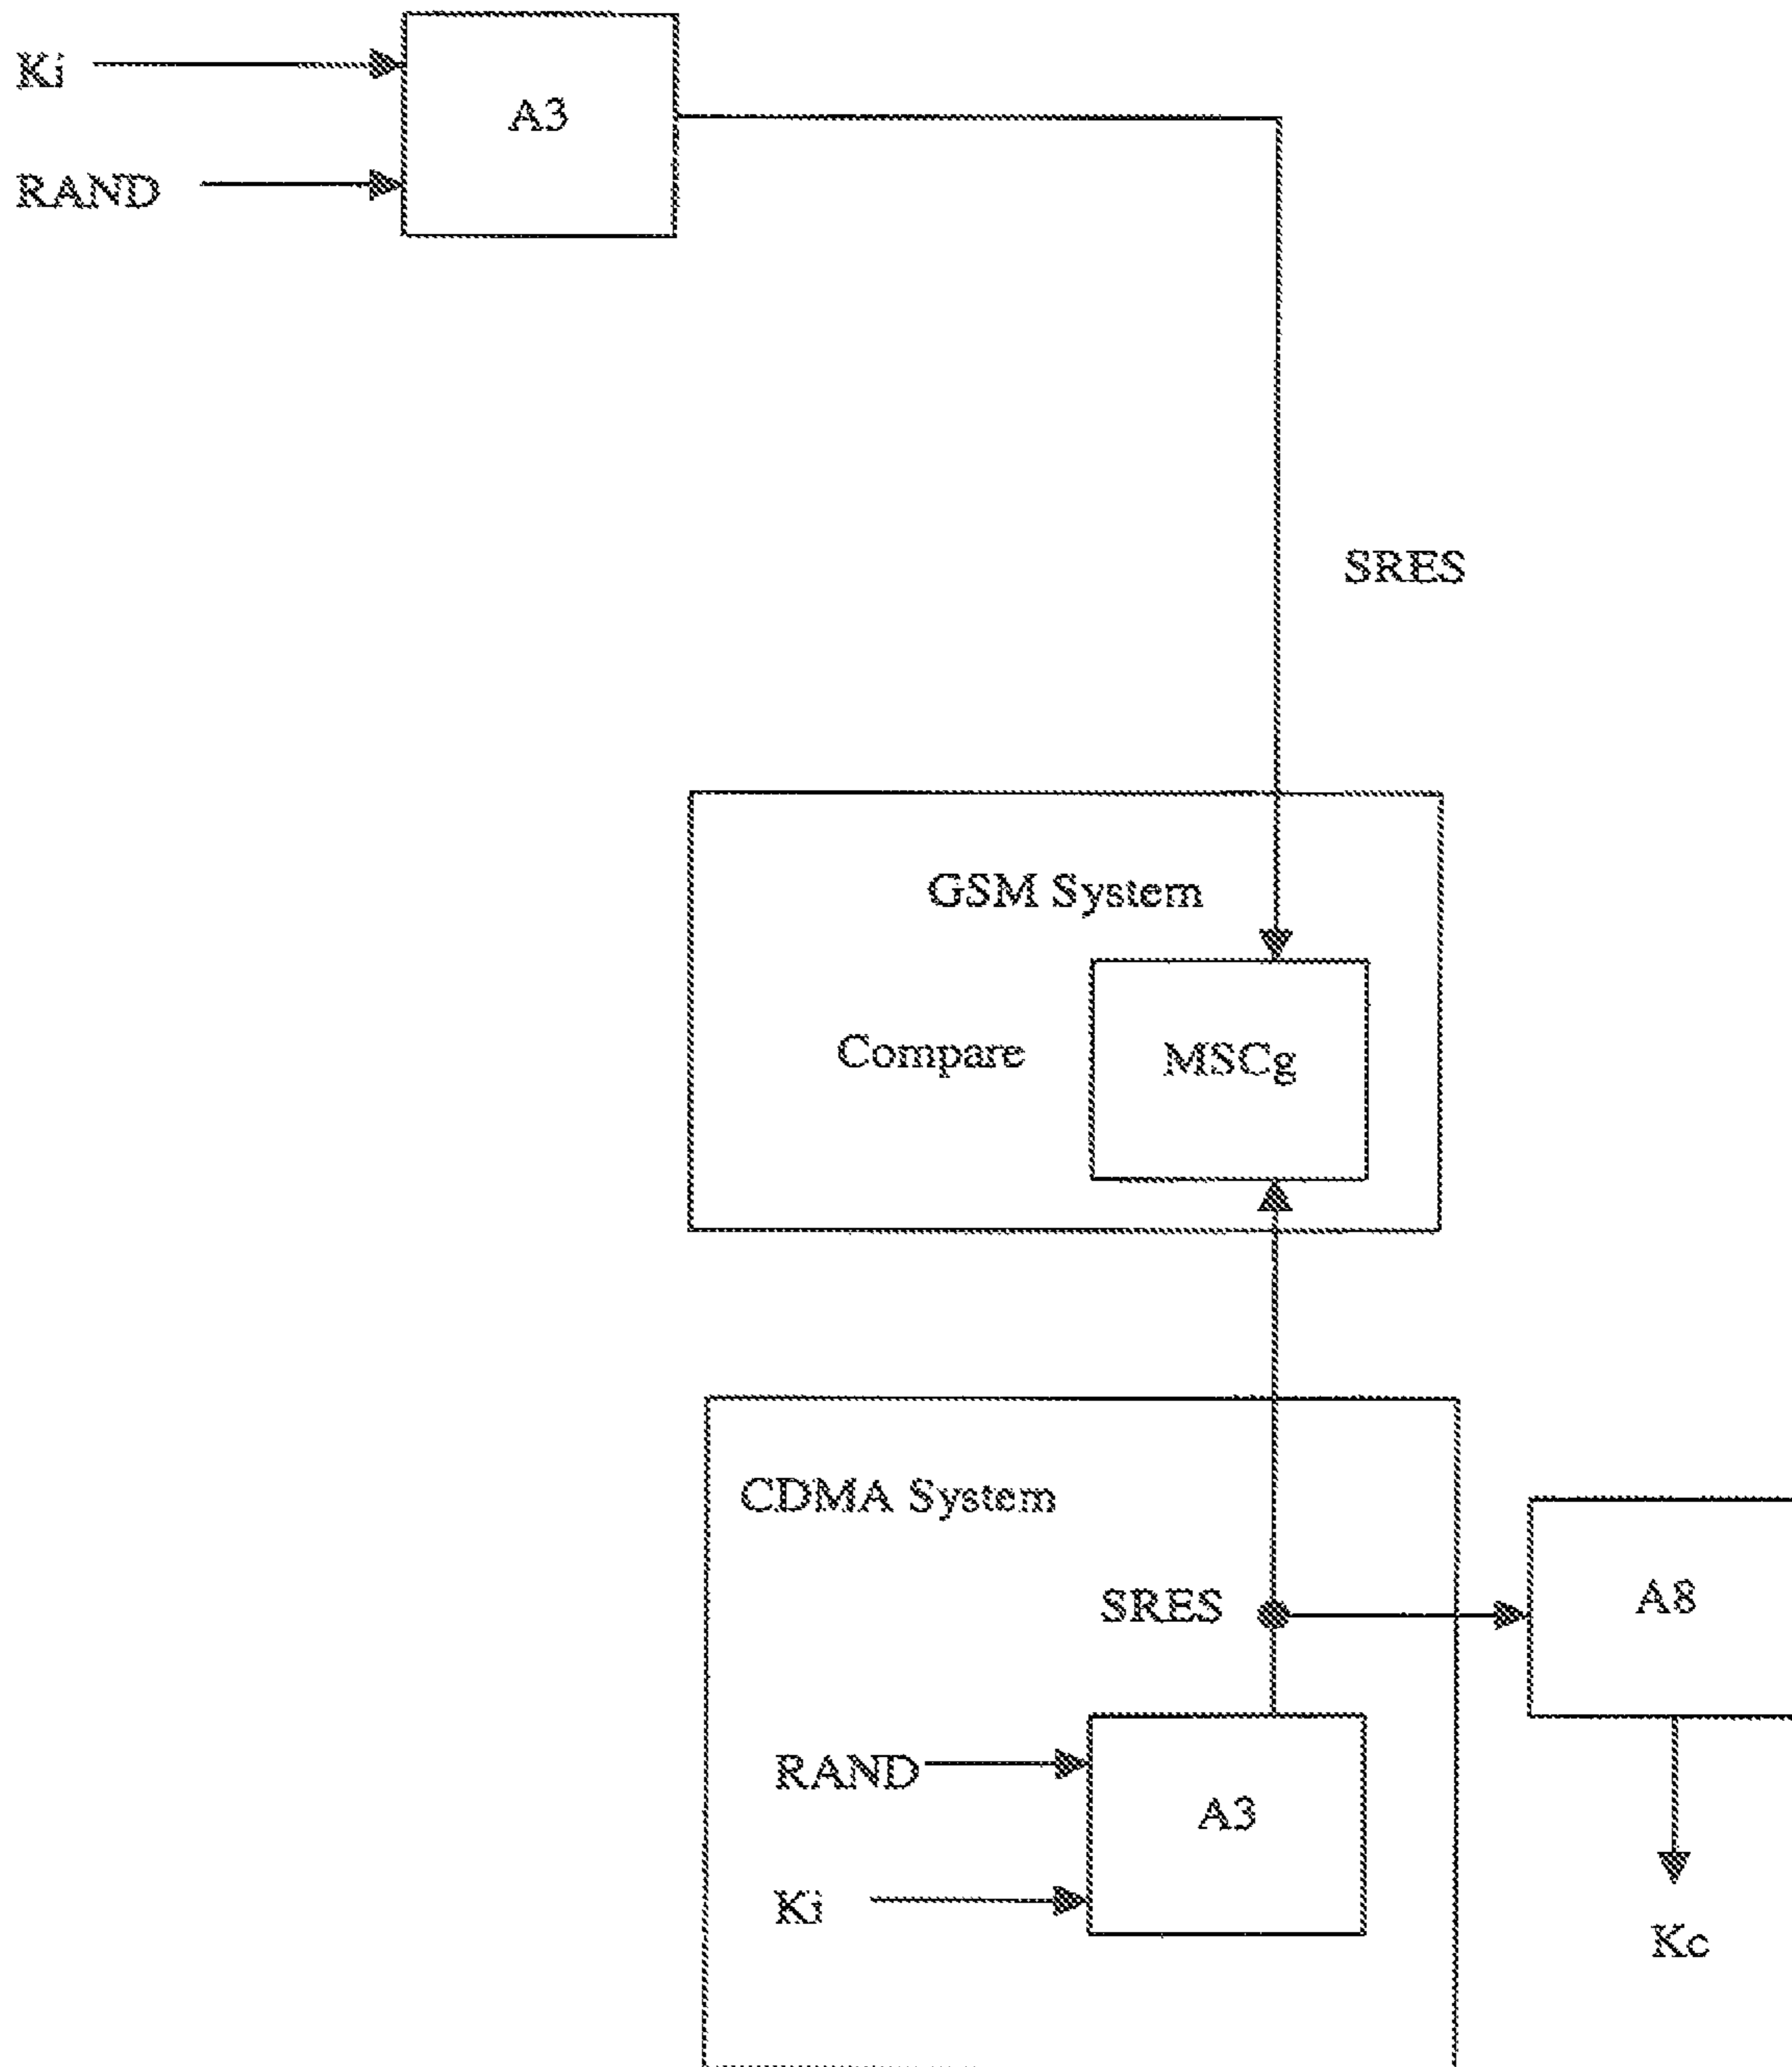 Ki
A3
RAND
SRES
GSM System
Compare
MSCg
CDMA System
SRES
A8
RAND
A3
Ki
Kc